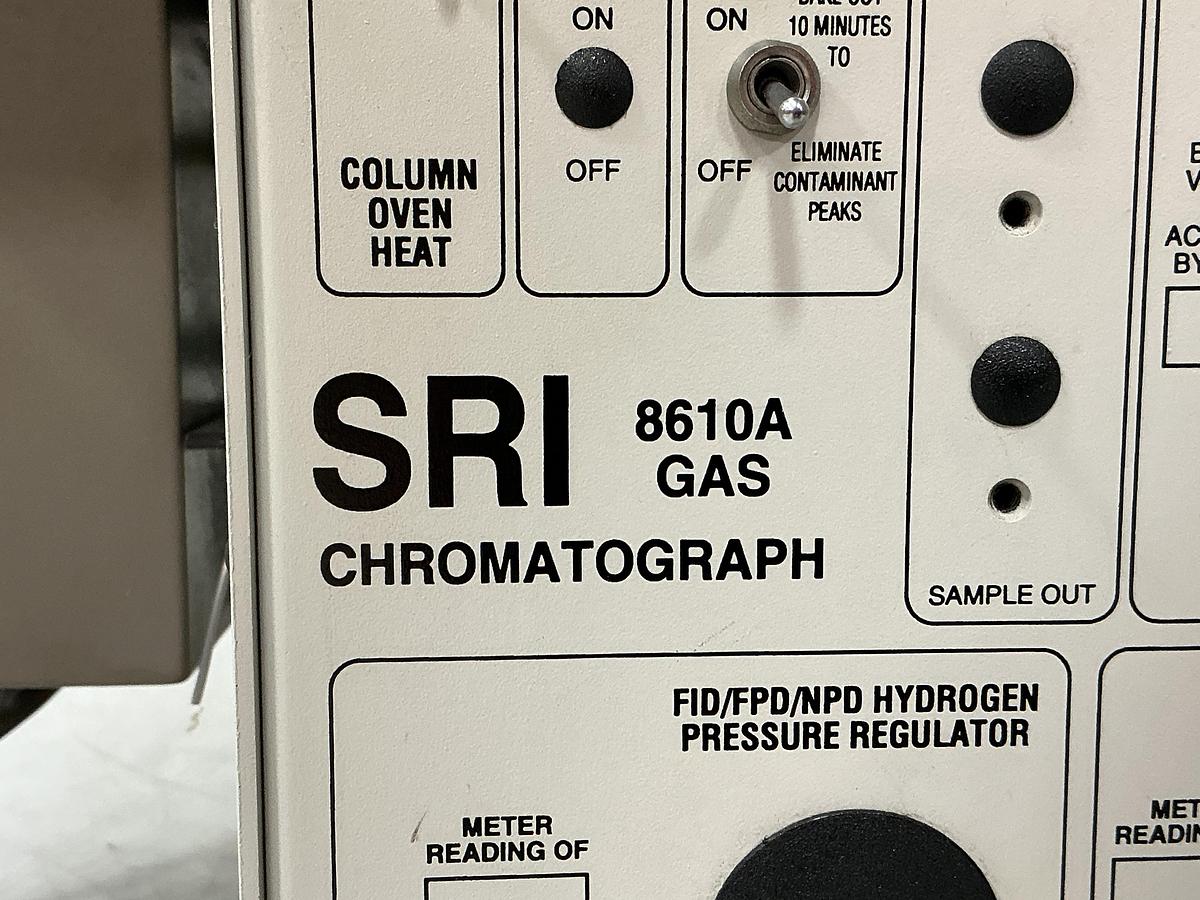 ON
OFF
COLUMN
OVEN
HEAT
ON
10 MINUTES
TO
OFF
ELIMINATE
CONTAMINANT
PEAKS
SRI
8610A
GAS
CHROMATOGRAPH
SAMPLE OUT
FID/FPD/NPD HYDROGEN
PRESSURE REGULATOR
METER
READING OF